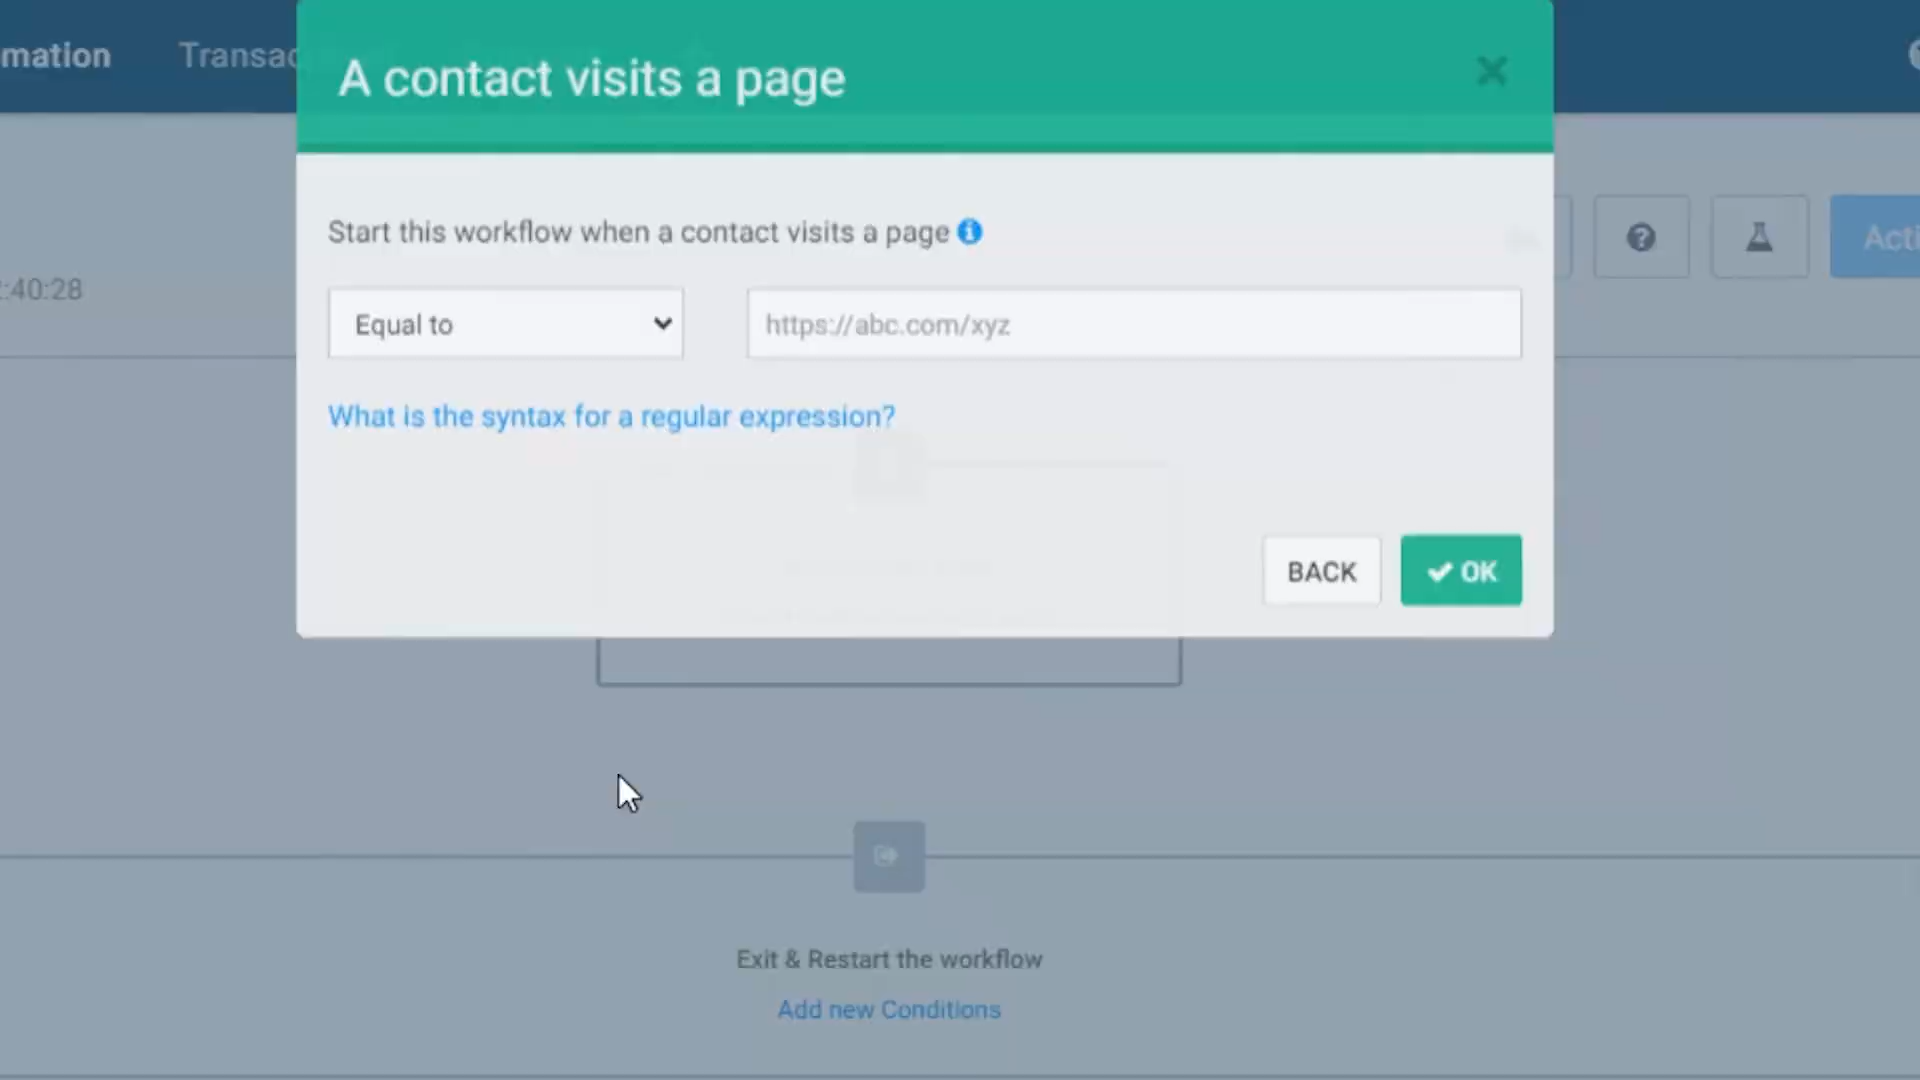 mation Transac
A contact visits a page
Start this workflow when a contact visits a page
:40:28
Acti
Equal to
https://abc.com/xyz
What is the syntax for a regular expression?
BACK
OK
Exit & Restart the workflow
Add new Conditions